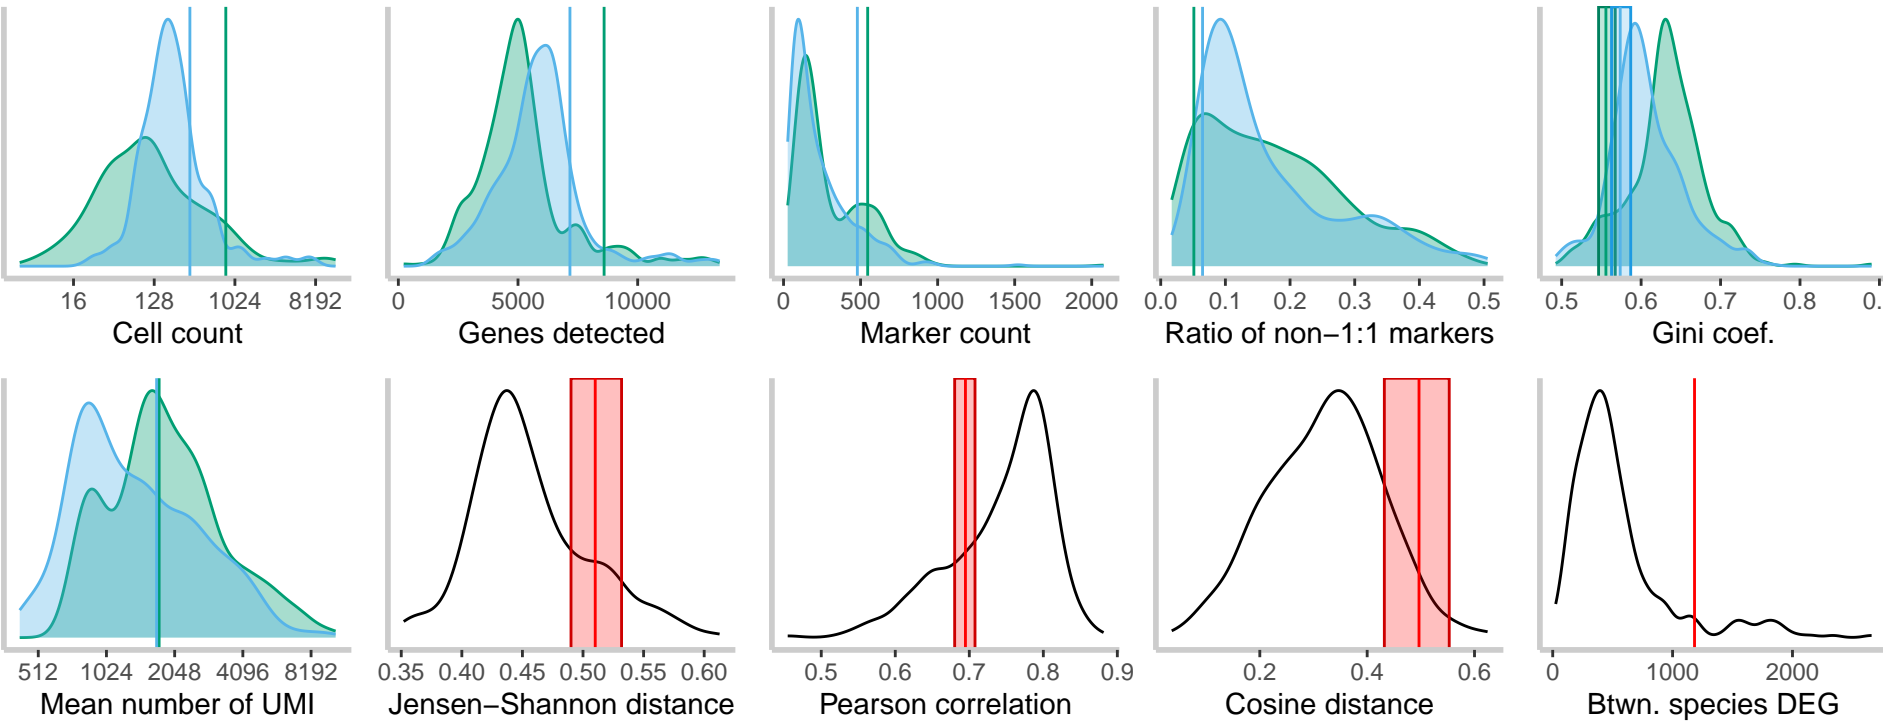 16 128 1024 8192
Cell count
0 5000 10000
Genes detected
0 500 1000 1500 2000
Marker count
0.0 0.1 0.2 0.3 0.4 0.5
Ratio of non−1:1 markers
0.5 0.6 0.7 0.8 0.
Gini coef.
512 1024 2048 4096 8192
Mean number of UMI
0.35 0.40 0.45 0.50 0.55 0.60
Jensen−Shannon distance
0.5 0.6 0.7 0.8 0.9
Pearson correlation
0.2 0.4 0.6
Cosine distance
0 1000 2000
Btwn. species DEG